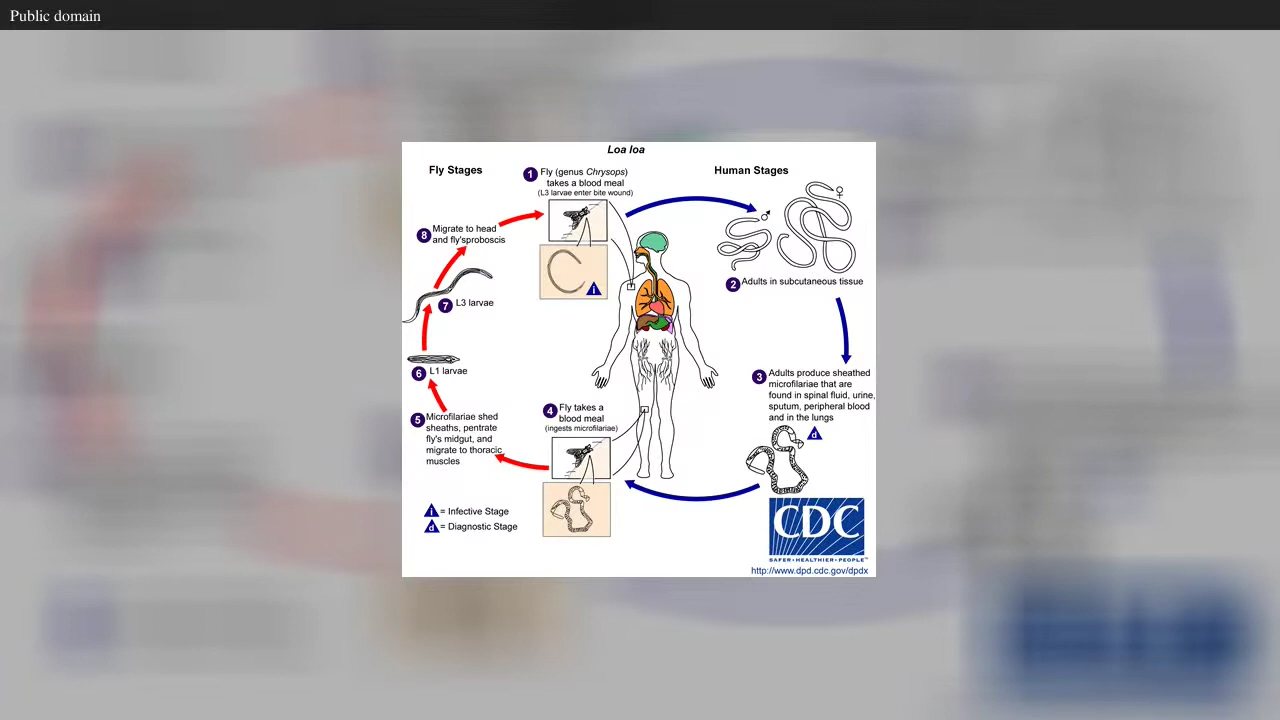 Public domain
Loa loa
Fly Stages
Human Stages
1 Fly (genus Chrysops)
takes a blood meal
(L3 larvae enter bite wound)
i
♂
♀
2 Adults in subcutaneous tissue
3 Adults produce sheathed
microfilariae that are
found in spinal fluid, urine,
sputum, peripheral blood
and in the lungs
d
4 Fly takes a
blood meal
(ingests microfilariae)
5 Microfilariae shed
sheaths, pentrate
fly's midgut, and
migrate to thoracic
muscles
6 L1 larvae
7 L3 larvae
8 Migrate to head
and fly'sproboscis
i = Infective Stage
d = Diagnostic Stage
CDC
SAFER•HEALTHIER•PEOPLE™
http://www.dpd.cdc.gov/dpdx